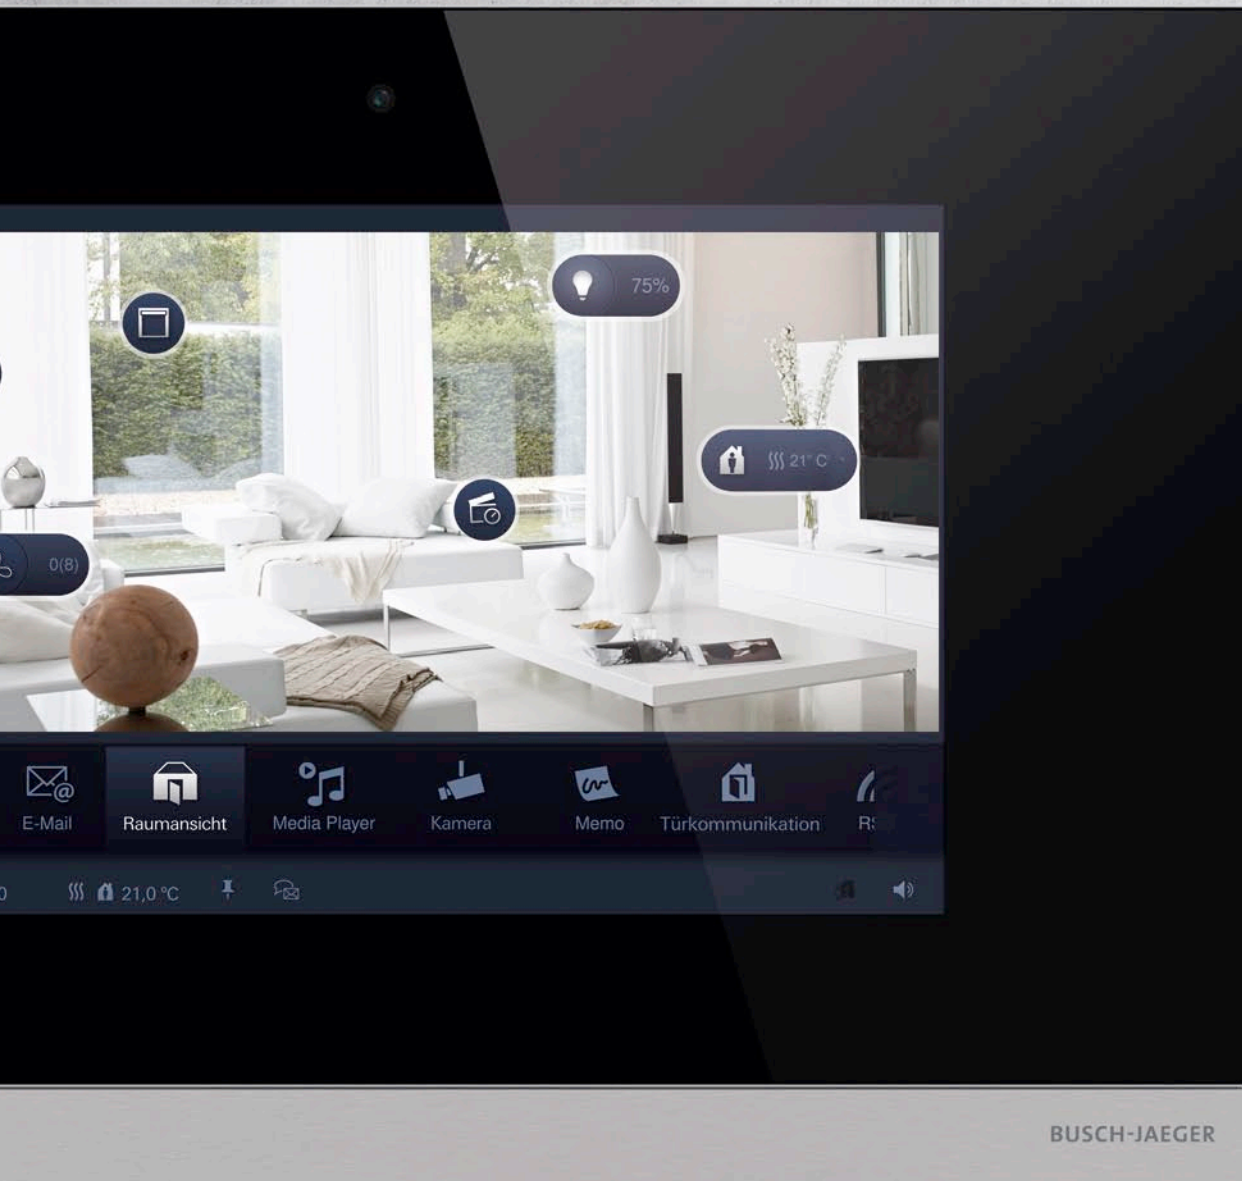 75%
21° C
0(8)
E-Mail
Raumansicht
Media Player
Kamera
Memo
Türkommunikation
21,0 °C
BUSCH-JAEGER